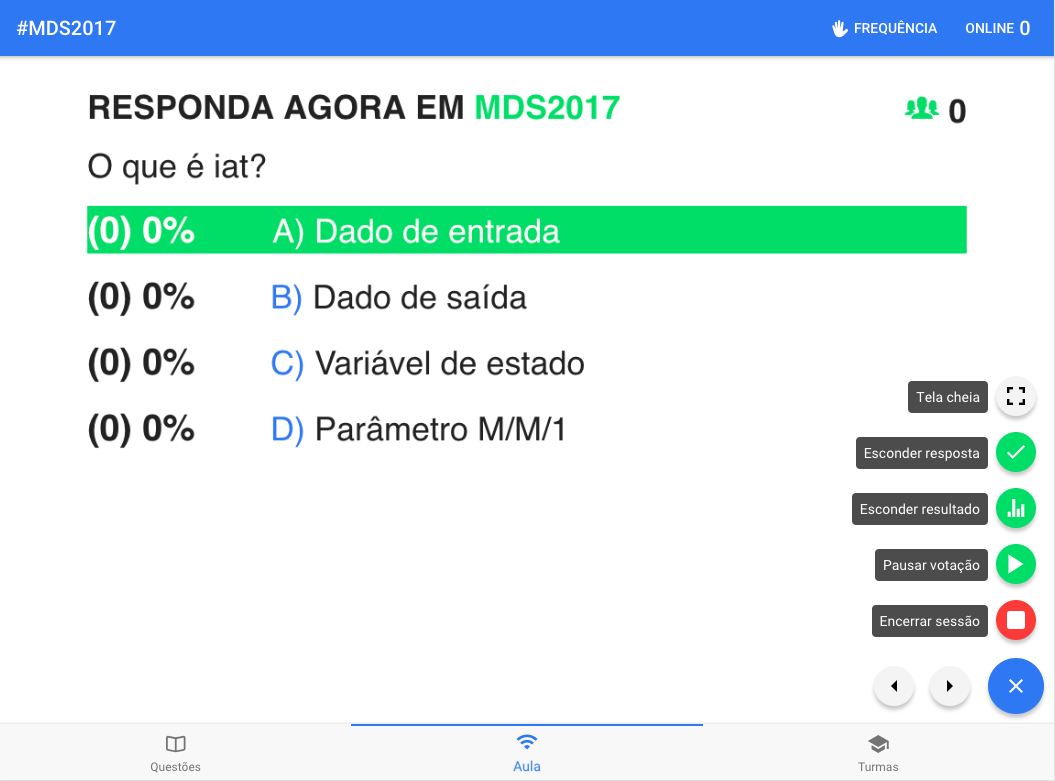 #MDS2017
FREQUÊNCIA
ONLINE 0
RESPONDA AGORA EM MDS2017
0
O que é iat?
(0) 0% A) Dado de entrada
(0) 0% B) Dado de saída
(0) 0% C) Variável de estado
(0) 0% D) Parâmetro M/M/1
Tela cheia
Esconder resposta
Esconder resultado
Pausar votação
Encerrar sessão
Questões
Aula
Turmas